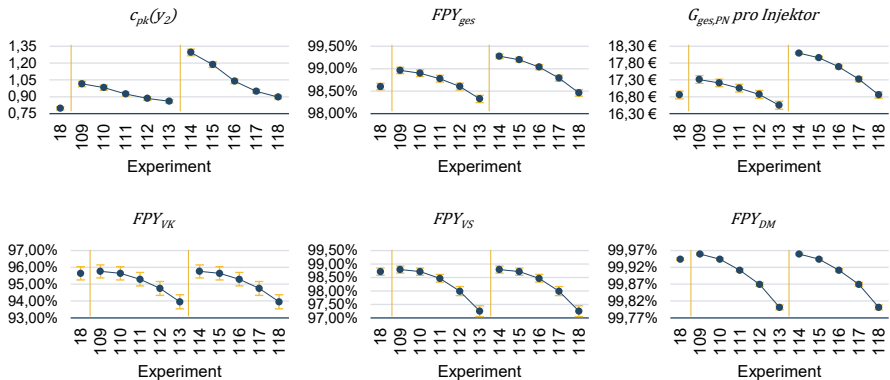 c_pk(y_2)
1,35
1,20
1,05
0,90
0,75
18 109 110 111 112 113 114 115 116 117 118
Experiment
FPY_ges
99,50%
99,00%
98,50%
98,00%
18 109 110 111 112 113 114 115 116 117 118
Experiment
G_ges,PN pro Injektor
18,30 €
17,80 €
17,30 €
16,80 €
16,30 €
18 109 110 111 112 113 114 115 116 117 118
Experiment
FPY_VK
97,00%
96,00%
95,00%
94,00%
93,00%
18 109 110 111 112 113 114 115 116 117 118
Experiment
FPY_VS
99,50%
99,00%
98,50%
98,00%
97,50%
97,00%
18 109 110 111 112 113 114 115 116 117 118
Experiment
FPY_DM
99,97%
99,92%
99,87%
99,82%
99,77%
18 109 110 111 112 113 114 115 116 117 118
Experiment